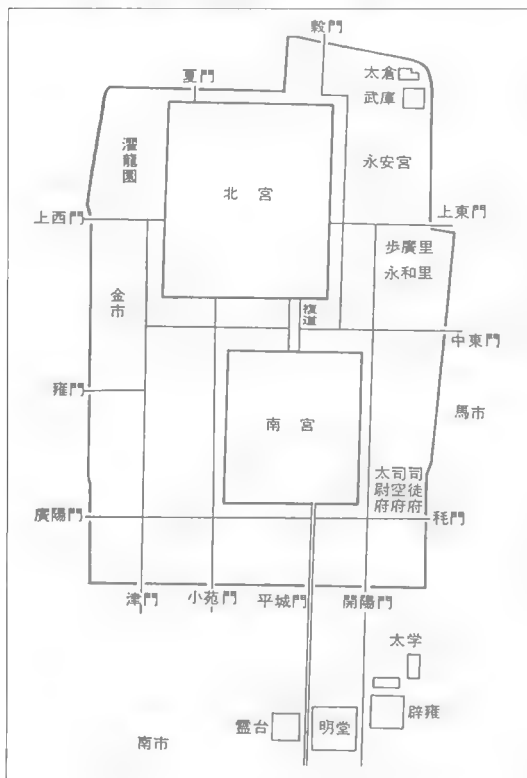 穀門
太倉
夏門
武庫
濯龍園
永安宮
北宮
上西門
上東門
歩廣里
永和里
金市
複道
中東門
雍門
馬市
南宮
太尉府
司空府
司徒府
廣陽門
秏門
津門
小苑門
平城門
開陽門
太学
辟雍
霊台
明堂
南市